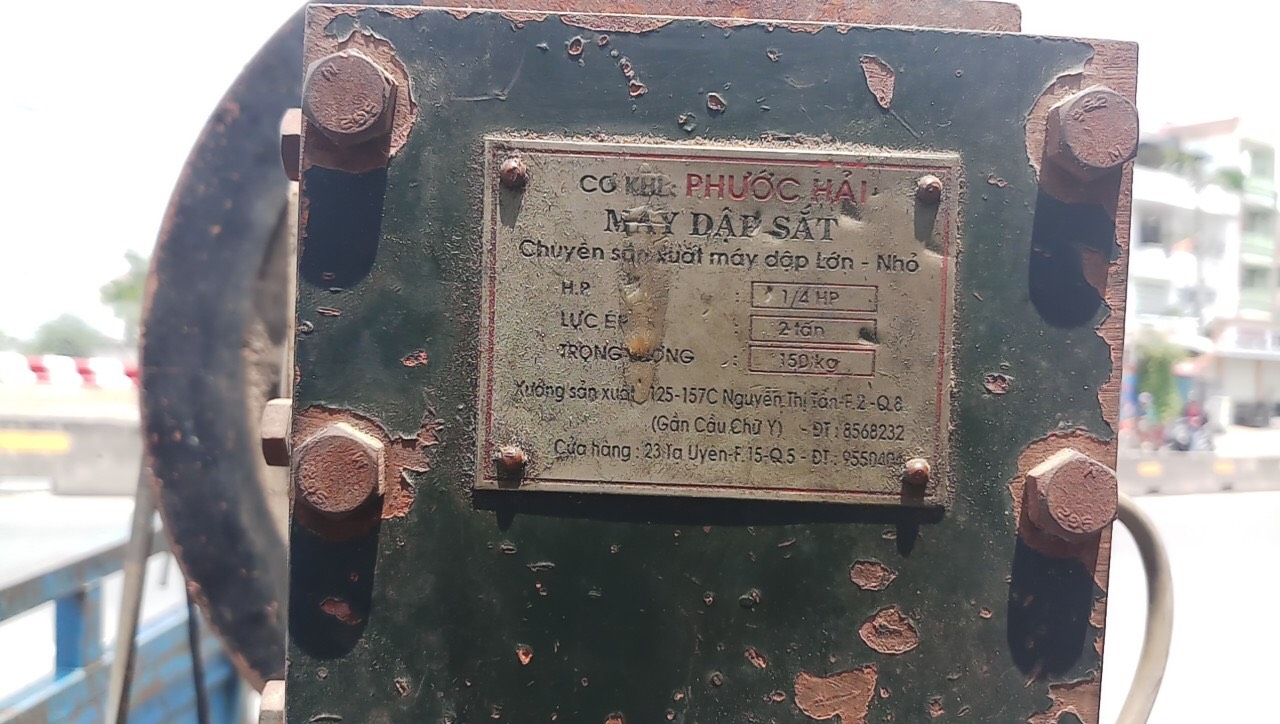 CƠ KHÍ: PHƯỚC HẢI
MÁY DẬP SẮT
Chuyên sản xuất máy dập Lớn - Nhỏ
H.P : 1/4 HP
LỰC ÉP : 2 tấn
TRỌNG LƯỢNG : 150 kg
Xưởng sản xuất 125-157C Nguyễn Thị Tần-F.2-Q.8
(Gần Cầu Chữ Y) - ĐT : 8568232
Cửa hàng : 23 Tạ Uyên-F.15-Q.5 - ĐT :